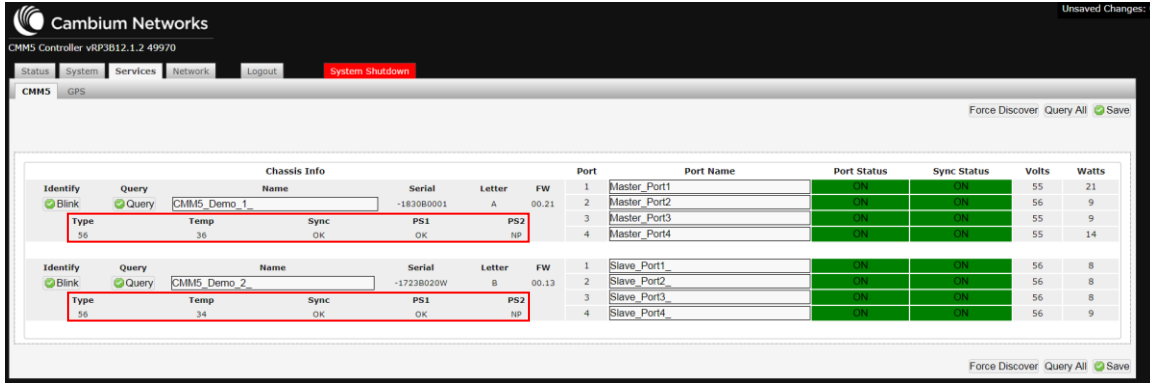 Unsaved Changes:
Cambium Networks
CMM5 Controller vRP3B12.1.2 49970
Status System Services Network Logout System Shutdown
CMM5 GPS
Force Discover Query All Save
Chassis Info Port Port Name Port Status Sync Status Volts Watts
Identify Query Name Serial Letter FW 1 Master_Port1 ON ON 55 21
Blink Query CMM5_Demo_1_ -1830B0001 A 00.21 2 Master_Port2 ON ON 56 9
Type Temp Sync PS1 PS2 3 Master_Port3 ON ON 55 9
56 36 OK OK NP 4 Master_Port4 ON ON 55 14
Identify Query Name Serial Letter FW 1 Slave_Port1_ ON ON 56 8
Blink Query CMM5_Demo_2_ -1723B020W B 00.13 2 Slave_Port2_ ON ON 56 8
Type Temp Sync PS1 PS2 3 Slave_Port3_ ON ON 56 8
56 34 OK OK NP 4 Slave_Port4_ ON ON 56 9
Force Discover Query All Save